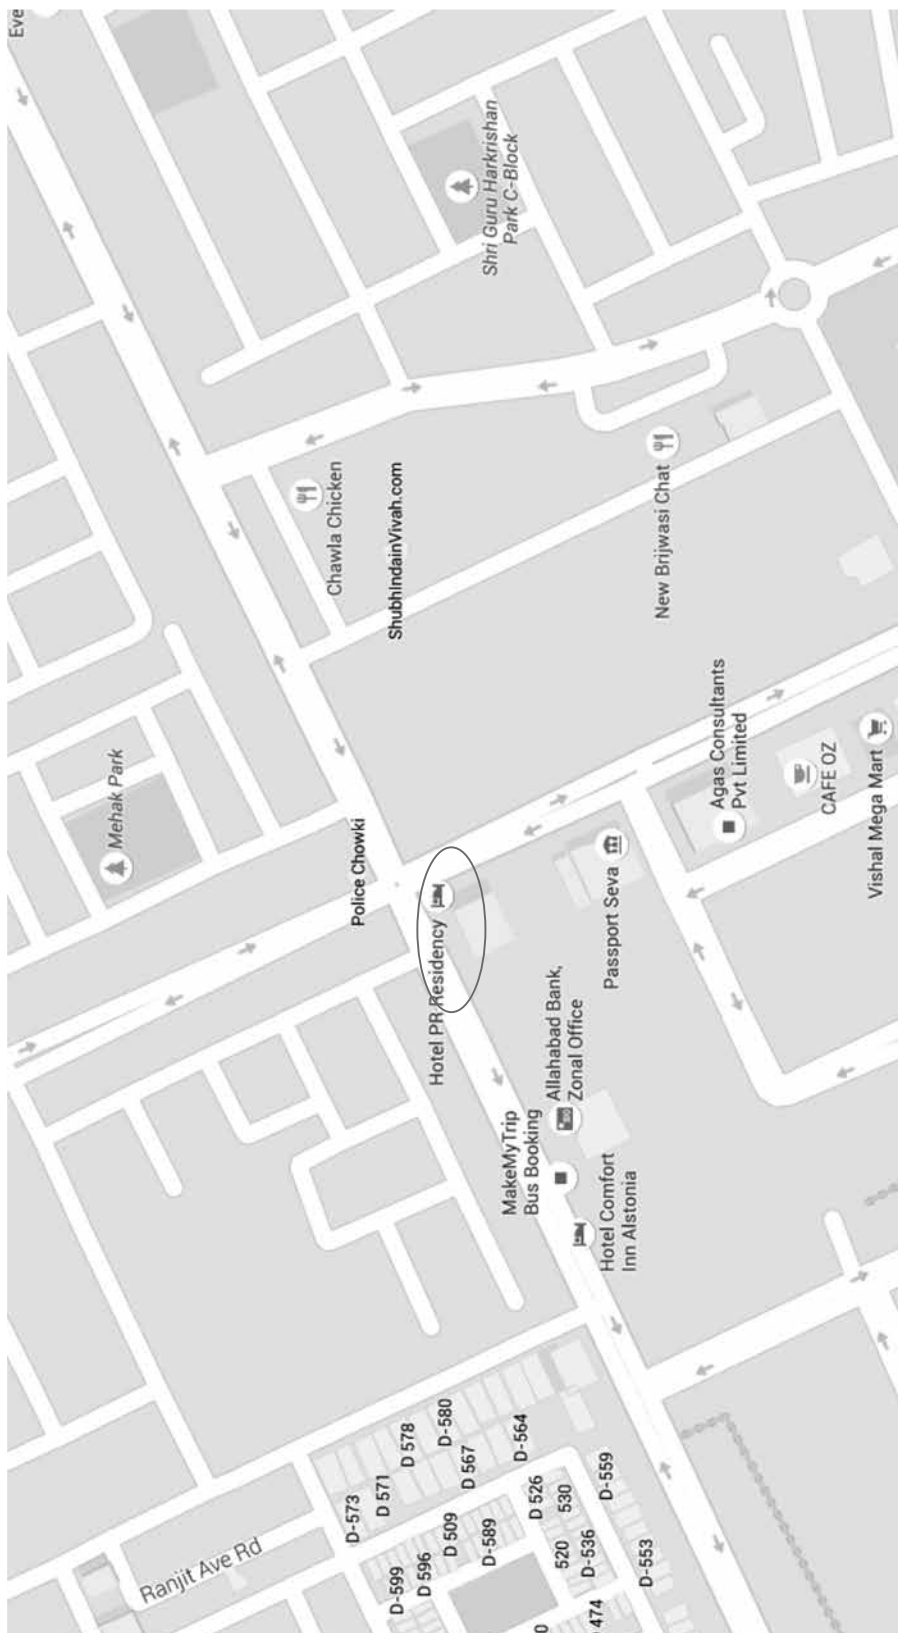 Eve
Shri Guru Harkrishan
Park C-Block
Chawla Chicken
ShubhIndainVivah.com
New Brijwasi Chat
Mehak Park
Police Chowki
Agas Consultants
Pvt Limited
CAFE OZ
Vishal Mega Mart
Hotel PR Residency
Passport Seva
Allahabad Bank,
Zonal Office
MakeMyTrip
Bus Booking
Hotel Comfort
Inn Alstonia
Ranjit Ave Rd
D-573
D 571
D 578
D-580
D 567
D-564
D-599
D 596
D 509
D-589
D 526
530
D-559
520
D-536
D-553
474